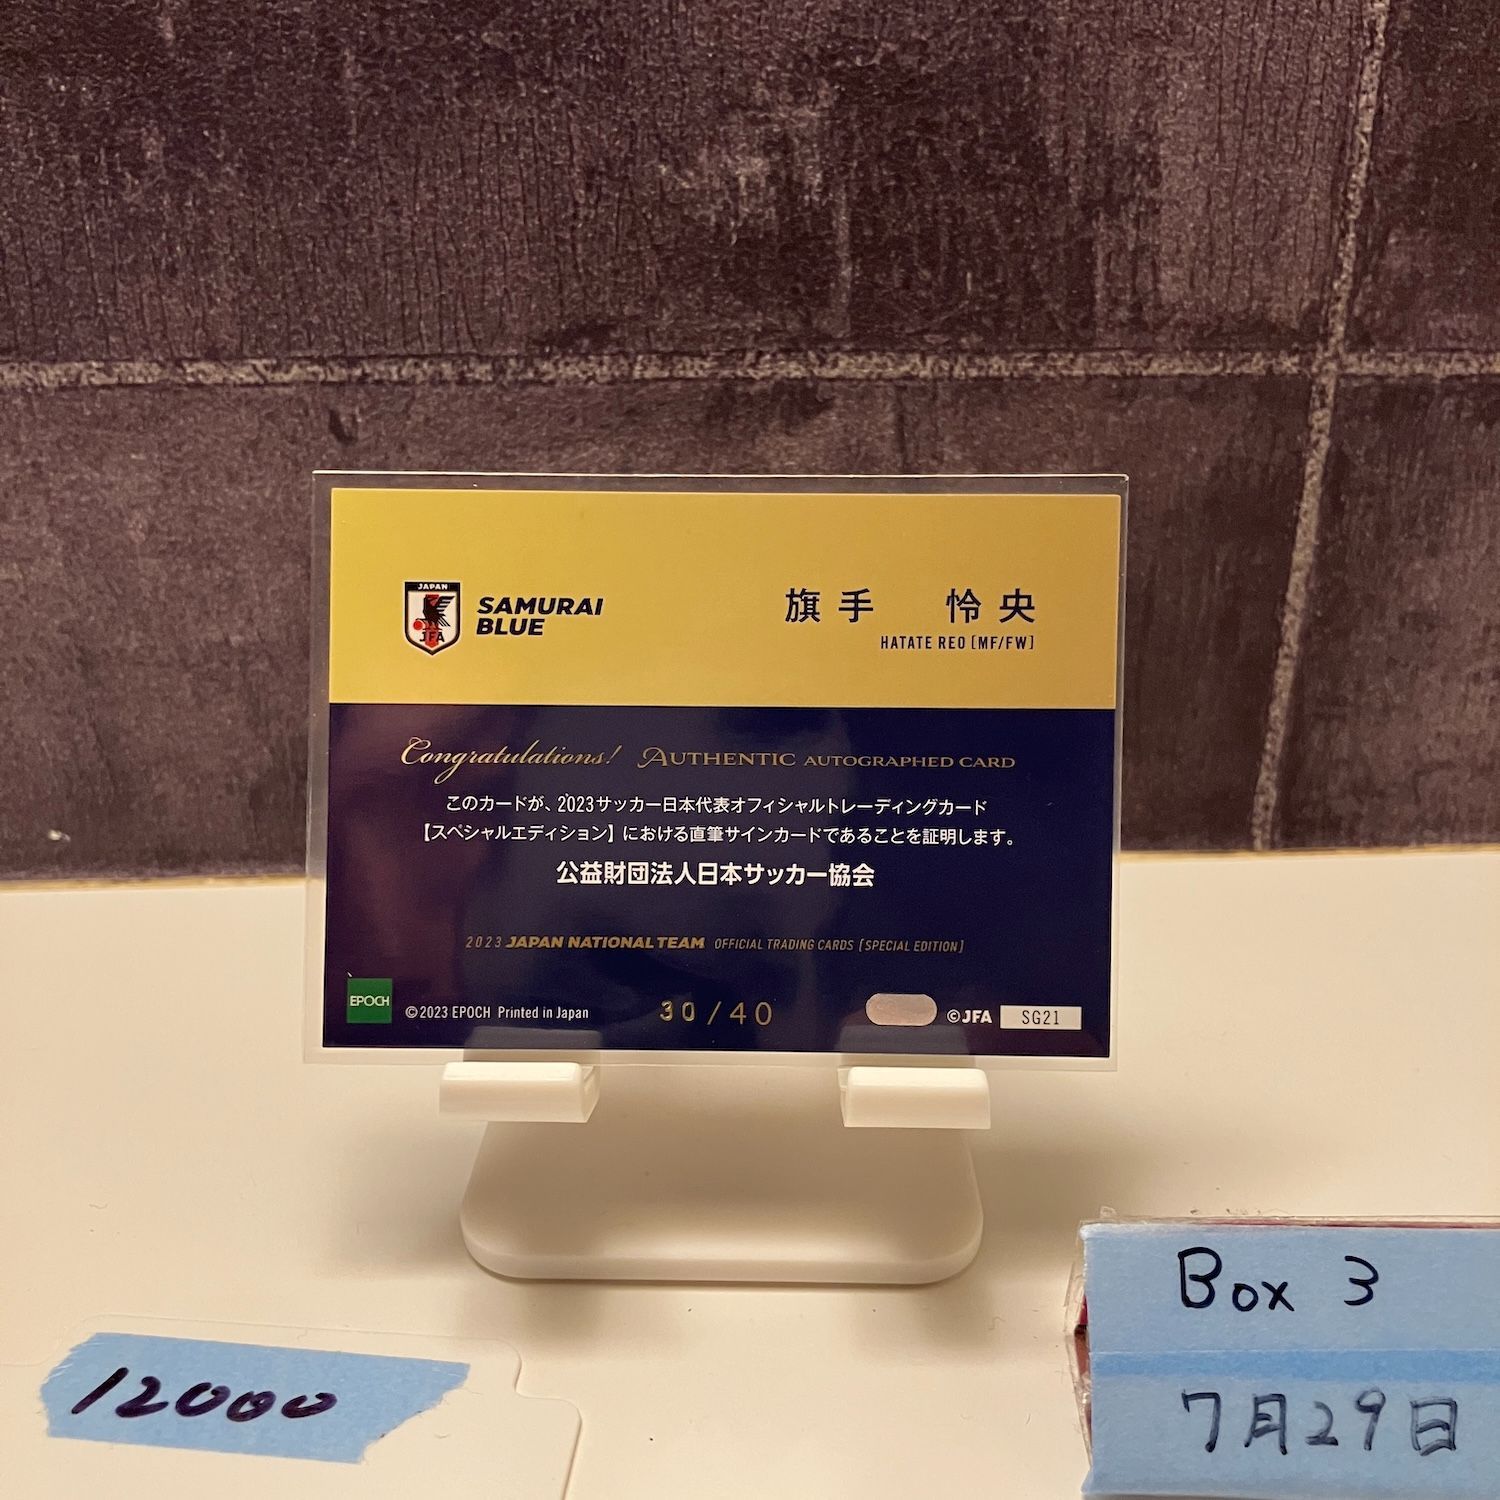 JAPAN
JFA
SAMURAI
BLUE
旗手 怜央
HATATE REO [MF/FW]
Congratulations! AUTHENTIC AUTOGRAPHED CARD
このカードが、2023サッカー日本代表オフィシャルトレーディングカード
【スペシャルエディション】における直筆サインカードであることを証明します。
公益財団法人日本サッカー協会
2023 JAPAN NATIONAL TEAM OFFICIAL TRADING CARDS [SPECIAL EDITION]
EPOCH
©2023 EPOCH Printed in Japan
30/40
©JFA
SG21
Box 3
7月29日
12000